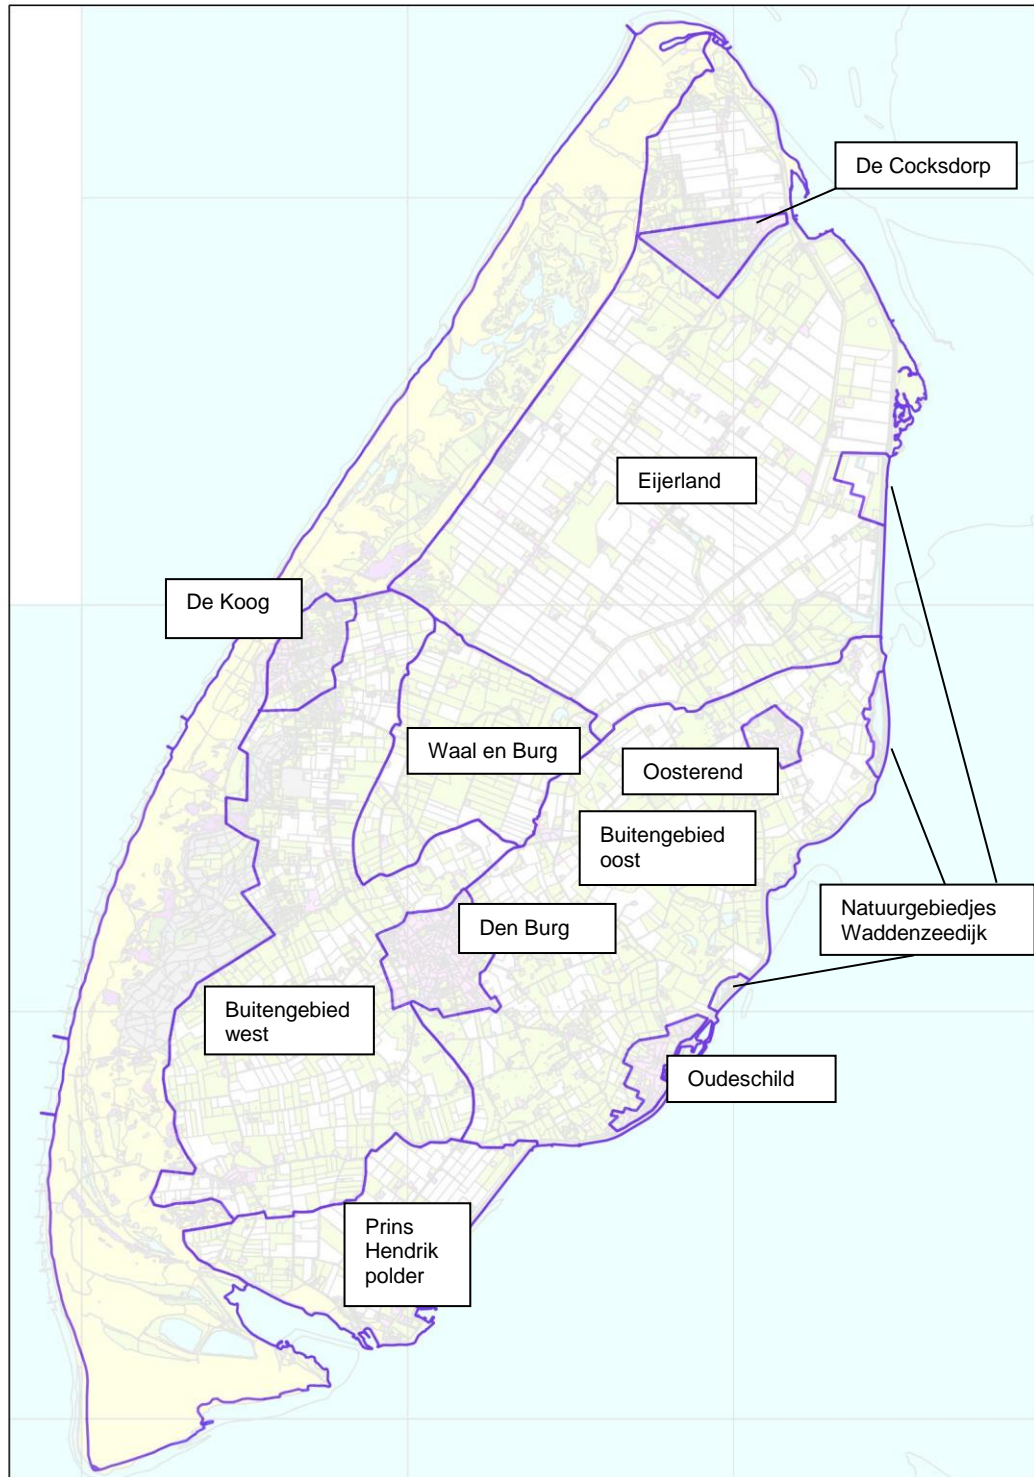 De Cocksdorp
Eijerland
De Koog
Waal en Burg
Oosterend
Buitengebied
oost
Natuurgebiedjes
Waddenzeedijk
Den Burg
Buitengebied
west
Oudeschild
Prins
Hendrik
polder